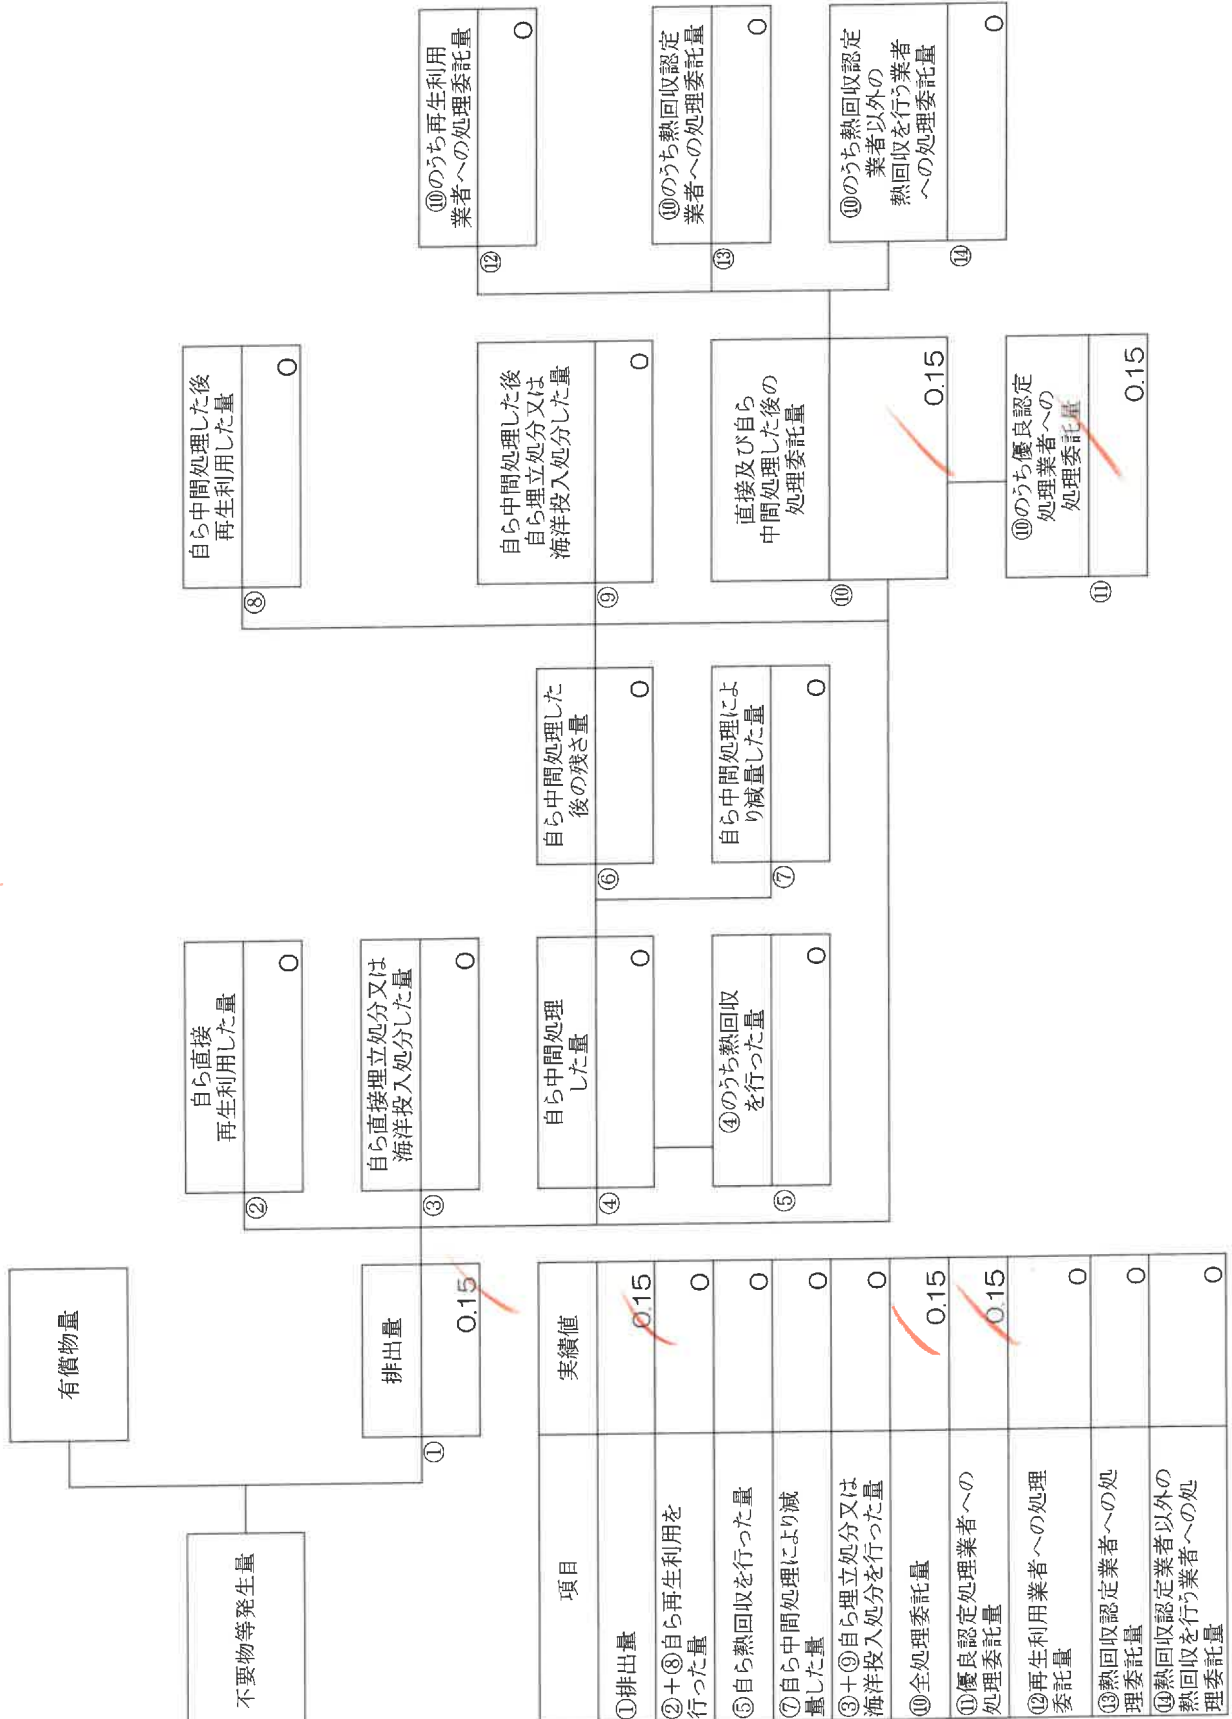 不要物等発生量
有償物量
①
排出量
0.15
②
自ら直接
再生利用した量
0
③
自ら直接埋立処分又は
海洋投入処分した量
0
④
自ら中間処理
した量
0
⑤
④のうち熱回収
を行った量
0
⑥
自ら中間処理した
後の残さ量
0
⑦
自ら中間処理によ
り減量した量
0
⑧
自ら中間処理した後
再生利用した量
0
⑨
自ら中間処理した後
自ら埋立処分又は
海洋投入処分した量
0
⑩
直接及び自ら
中間処理した後の
処理委託量
0.15
⑪
⑩のうち優良認定
処理業者への
処理委託量
0.15
⑫
⑩のうち再生利用
業者への処理委託量
0
⑬
⑩のうち熱回収認定
業者への処理委託量
0
⑭
⑩のうち熱回収認定
業者以外の
熱回収を行う業者
への処理委託量
0
項目 実績値
①排出量 0.15
②+⑧自ら再生利用を
行った量 0
⑤自ら熱回収を行った量 0
⑦自ら中間処理により減
量した量 0
③+⑨自ら埋立処分又は
海洋投入処分を行った量 0
⑩全処理委託量 0.15
⑪優良認定処理業者への
処理委託量 0.15
⑫再生利用業者への処理
委託量 0
⑬熱回収認定業者への処
理委託量 0
⑭熱回収認定業者以外の
熱回収を行う業者への処
理委託量 0